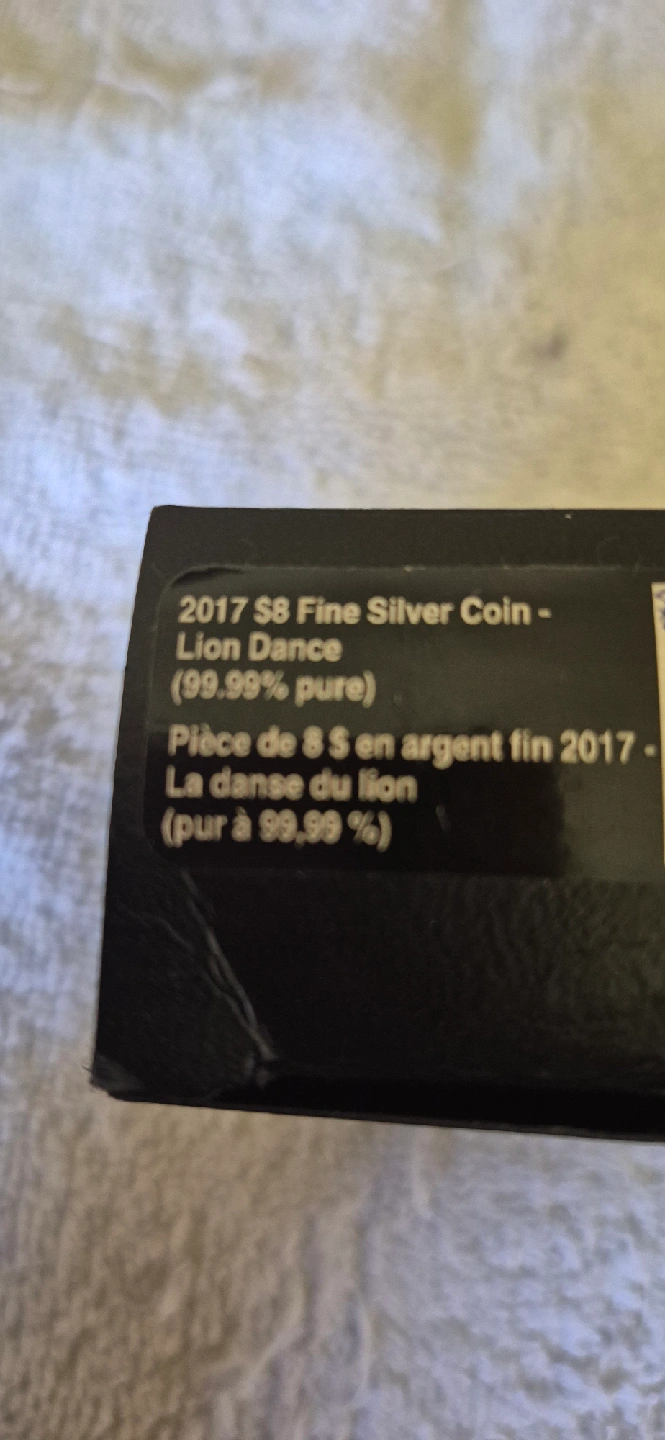 2017 $8 Fine Silver Coin -
Lion Dance
(99.99% pure)
Pièce de 8 $ en argent fin 2017 -
La danse du lion
(pur à 99,99 %)